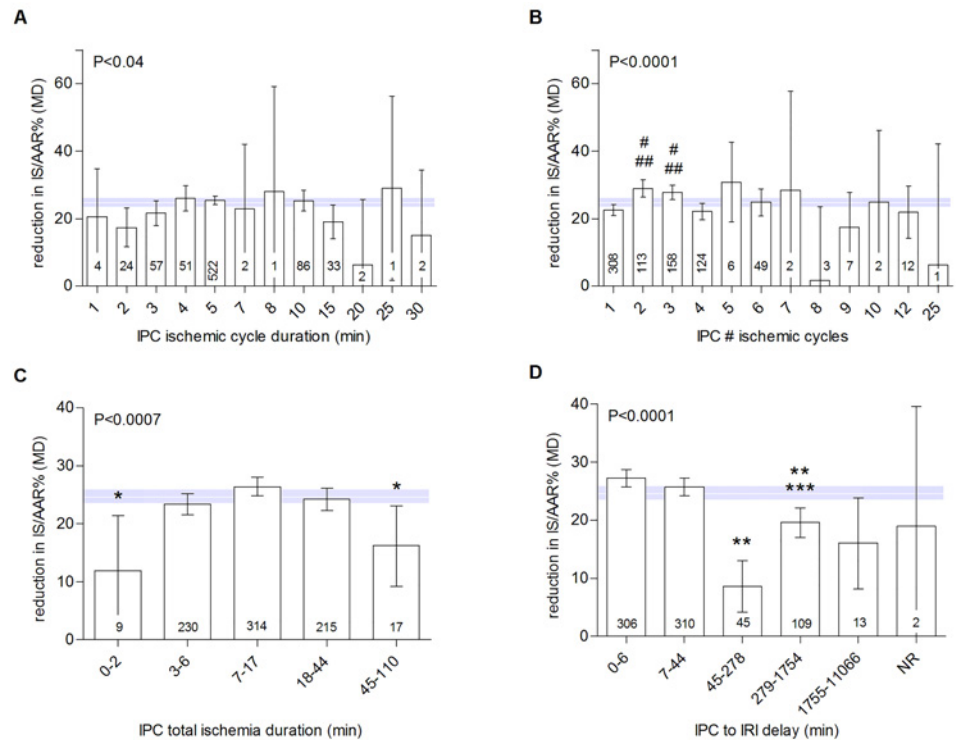 A
P<0.04
reduction in IS/AAR% (MD)
60
40
20
0
4 24 57 51 522 2 1 86 33 2 1 2
1 2 3 4 5 7 8 10 15 20 25 30
IPC ischemic cycle duration (min)
B
P<0.0001
reduction in IS/AAR% (MD)
60
40
20
0
# #
## ##
308 113 158 124 6 49 2 3 7 2 12 1
1 2 3 4 5 6 7 8 9 10 12 25
IPC # ischemic cycles
C
P<0.0007
reduction in IS/AAR% (MD)
40
30
20
10
0
* *
9 230 314 215 17
0-2 3-6 7-17 18-44 45-110
IPC total ischemia duration (min)
D
P<0.0001
reduction in IS/AAR% (MD)
40
30
20
10
0
**
***
**
306 310 45 109 13 2
0-6 7-44 45-278 279-1754 1755-11066 NR
IPC to IRI delay (min)